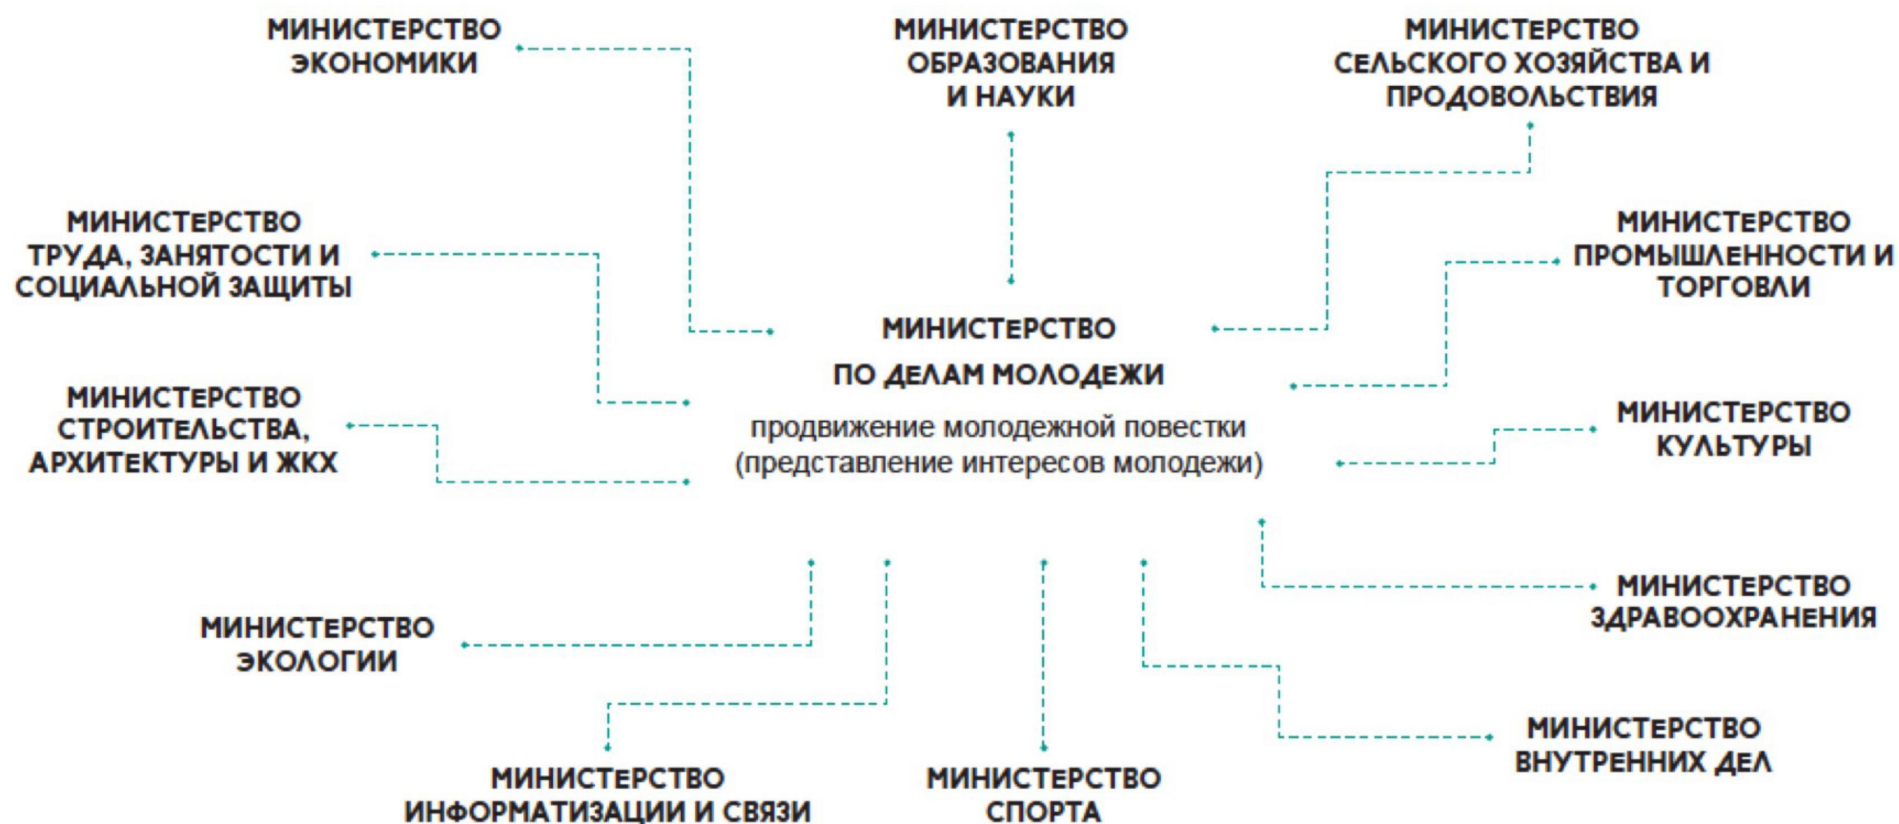 МИНИСТЕРСТВО
ЭКОНОМИКИ
МИНИСТЕРСТВО
ОБРАЗОВАНИЯ
И НАУКИ
МИНИСТЕРСТВО
СЕЛЬСКОГО ХОЗЯЙСТВА И
ПРОДОВОЛЬСТВИЯ
МИНИСТЕРСТВО
ТРУДА, ЗАНЯТОСТИ И
СОЦИАЛЬНОЙ ЗАЩИТЫ
МИНИСТЕРСТВО
ПРОМЫШЛЕННОСТИ И
ТОРГОВЛИ
МИНИСТЕРСТВО
ПО ДЕЛАМ МОЛОДЕЖИ
продвижение молодежной повестки
(представление интересов молодежи)
МИНИСТЕРСТВО
СТРОИТЕЛЬСТВА,
АРХИТЕКТУРЫ И ЖКХ
МИНИСТЕРСТВО
КУЛЬТУРЫ
МИНИСТЕРСТВО
ЗДРАВООХРАНЕНИЯ
МИНИСТЕРСТВО
ЭКОЛОГИИ
МИНИСТЕРСТВО
ВНУТРЕННИХ ДЕЛ
МИНИСТЕРСТВО
ИНФОРМАТИЗАЦИИ И СВЯЗИ
МИНИСТЕРСТВО
СПОРТА